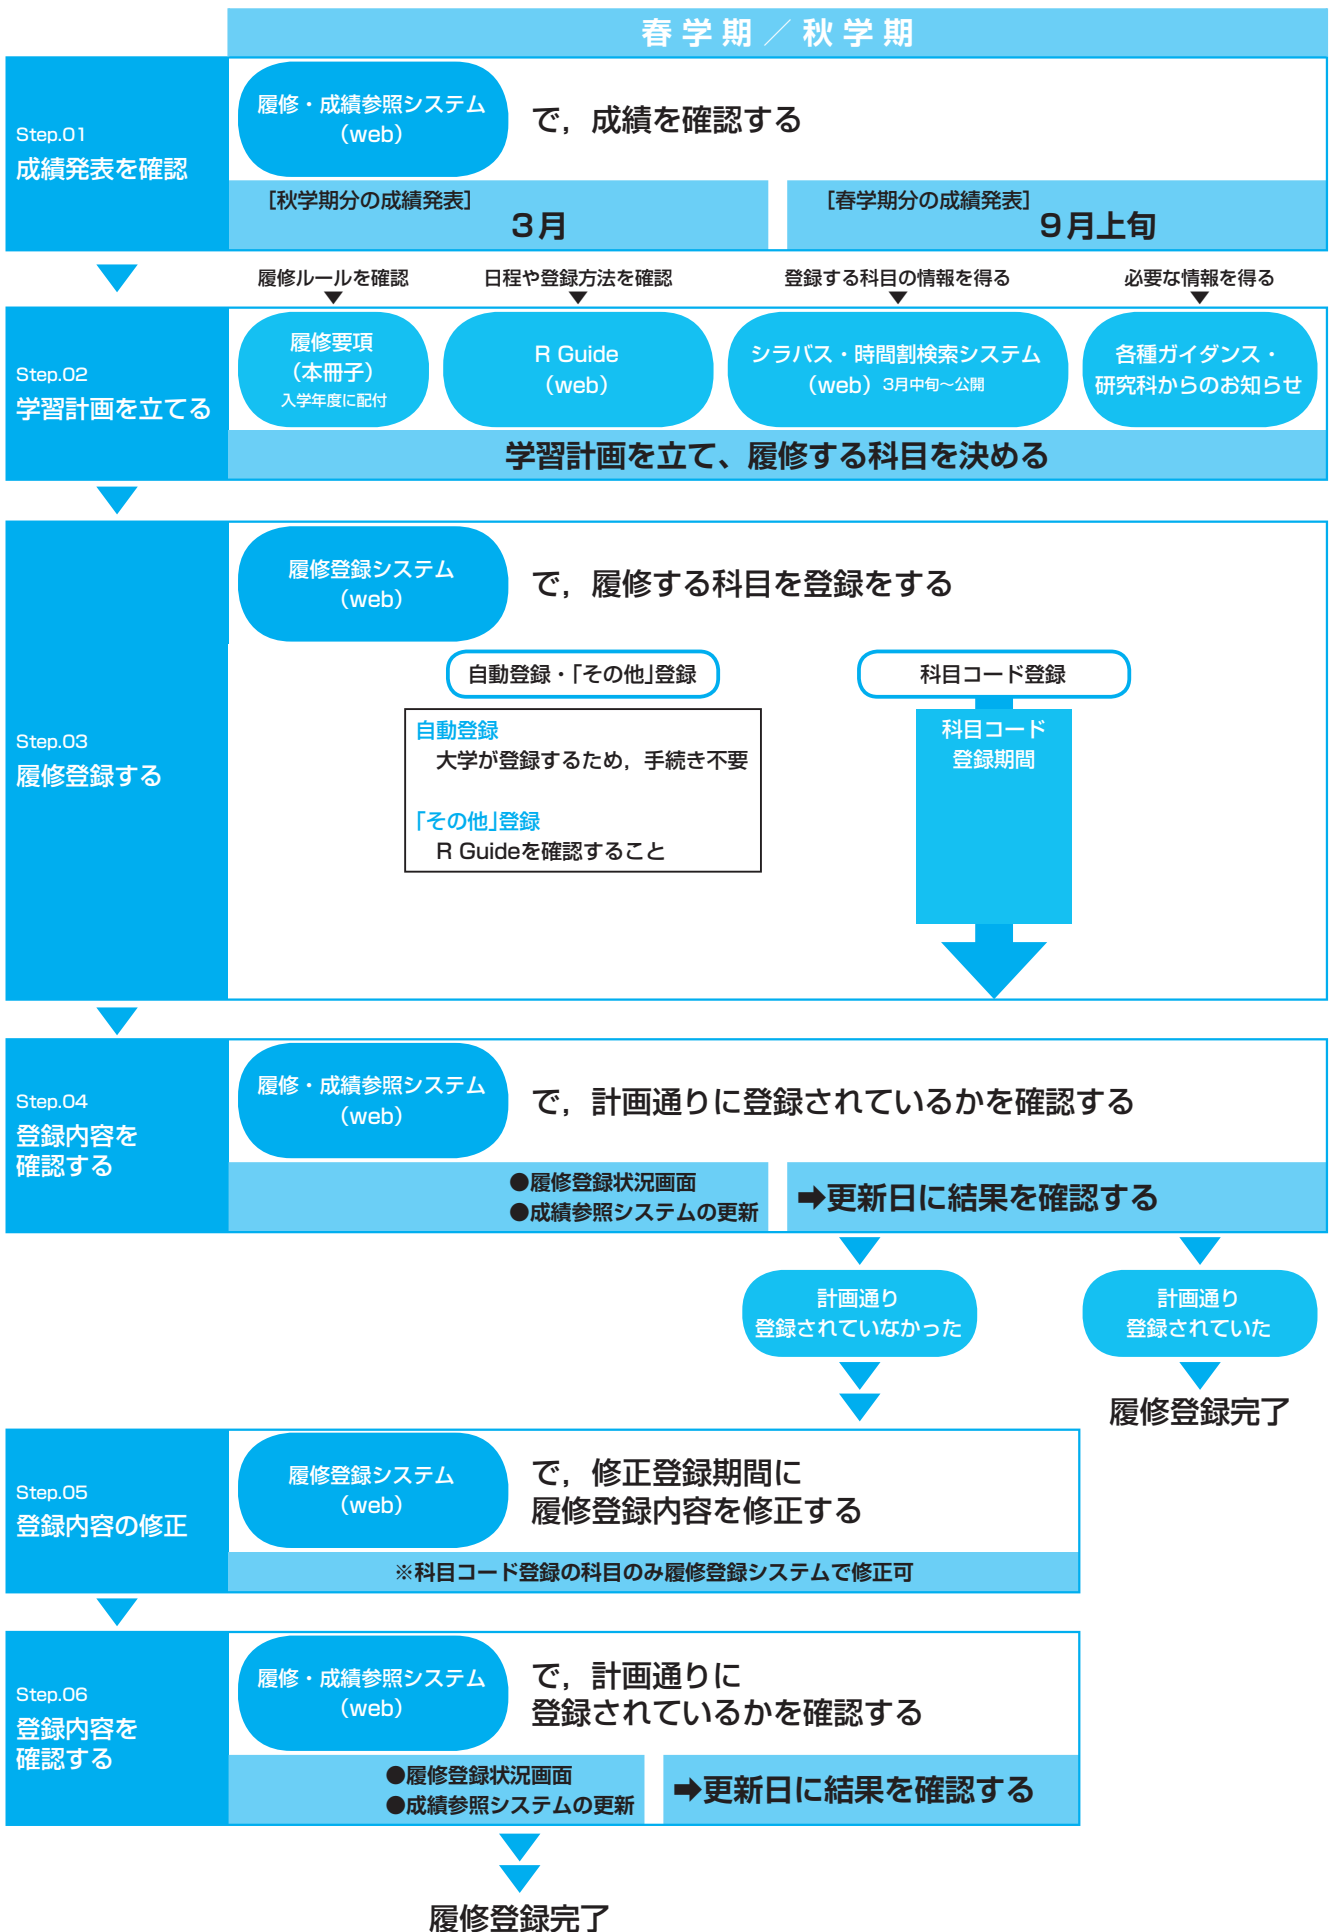 春学期／秋学期
Step.01
成績発表を確認
履修・成績参照システム
（web）
で，成績を確認する
［秋学期分の成績発表］
3月
［春学期分の成績発表］
9月上旬
履修ルールを確認
日程や登録方法を確認
登録する科目の情報を得る
必要な情報を得る
Step.02
学習計画を立てる
履修要項
（本冊子）
入学年度に配付
R Guide
（web）
シラバス・時間割検索システム
（web）3月中旬～公開
各種ガイダンス・
研究科からのお知らせ
学習計画を立て、履修する科目を決める
Step.03
履修登録する
履修登録システム
（web）
で，履修する科目を登録をする
自動登録・「その他」登録
自動登録
大学が登録するため，手続き不要
「その他」登録
R Guideを確認すること
科目コード登録
科目コード
登録期間
Step.04
登録内容を
確認する
履修・成績参照システム
（web）
で，計画通りに登録されているかを確認する
●履修登録状況画面
●成績参照システムの更新
➡更新日に結果を確認する
計画通り
登録されていなかった
計画通り
登録されていた
履修登録完了
Step.05
登録内容の修正
履修登録システム
（web）
で，修正登録期間に
履修登録内容を修正する
※科目コード登録の科目のみ履修登録システムで修正可
Step.06
登録内容を
確認する
履修・成績参照システム
（web）
で，計画通りに
登録されているかを確認する
●履修登録状況画面
●成績参照システムの更新
➡更新日に結果を確認する
履修登録完了